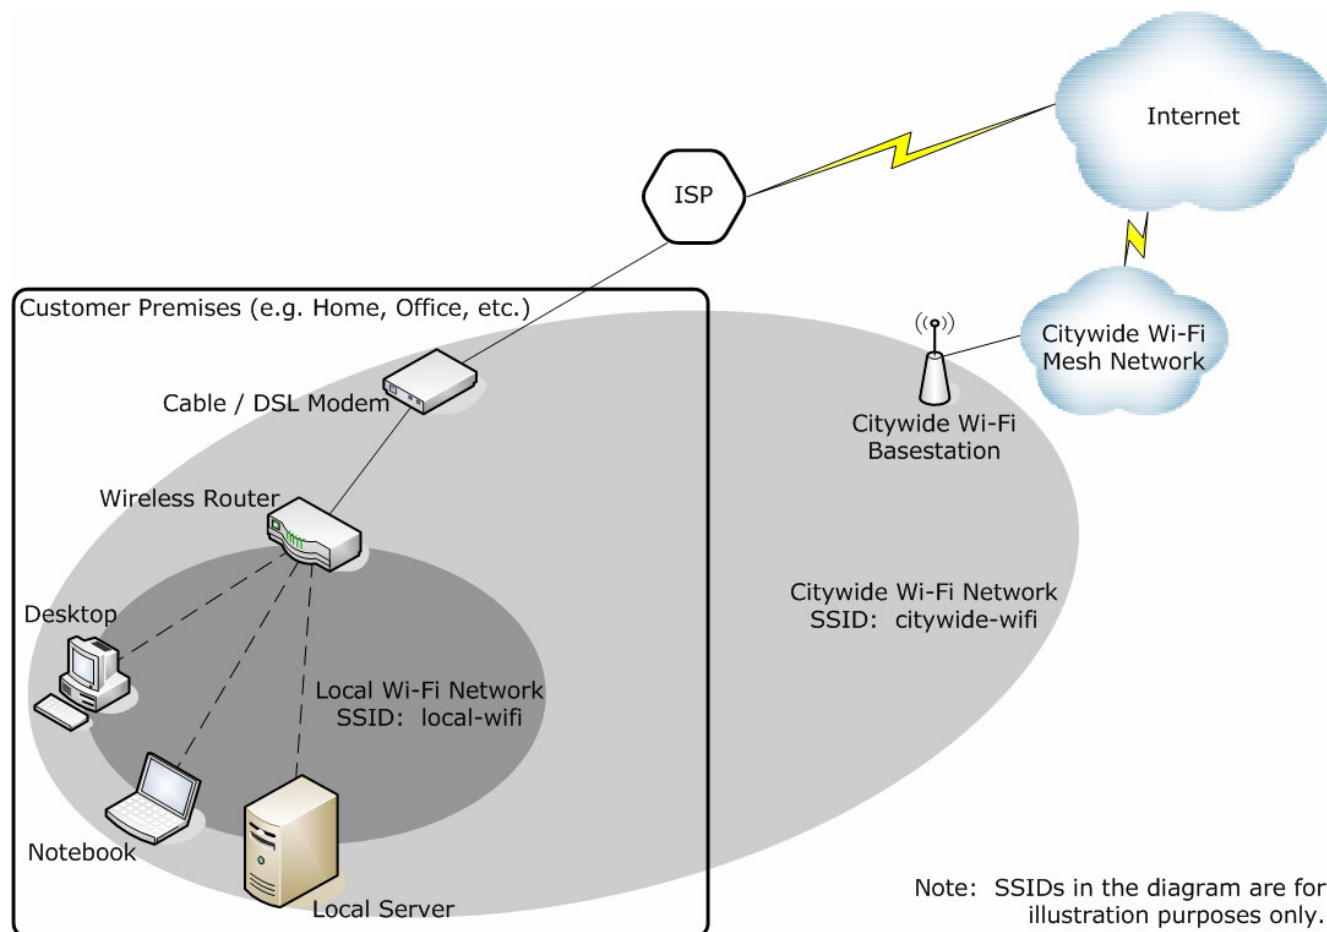 Internet
ISP
Customer Premises (e.g. Home, Office, etc.)
Citywide Wi-Fi
Mesh Network
Cable / DSL Modem
Citywide Wi-Fi
Basestation
Wireless Router
Citywide Wi-Fi Network
SSID:  citywide-wifi
Desktop
Local Wi-Fi Network
SSID:  local-wifi
Notebook
Local Server
Note:  SSIDs in the diagram are for
illustration purposes only.